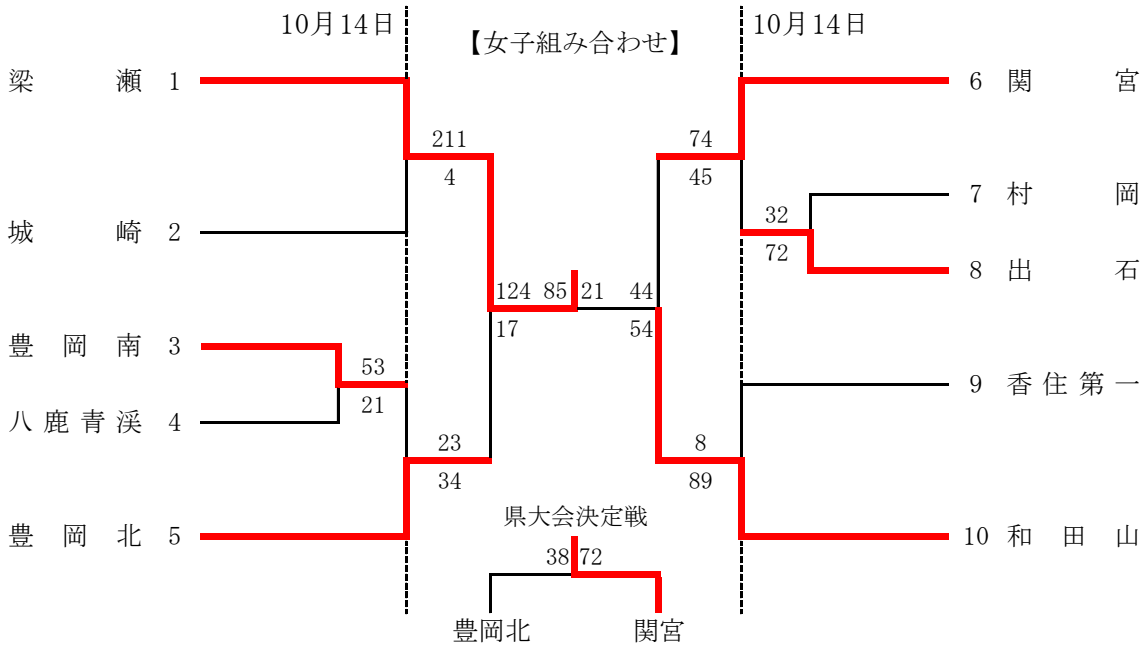 10月14日
【女子組み合わせ】
10月14日
梁瀬 1
6 関宮
211
4
74
45
7 村岡
城崎 2
32
72
8 出石
124 85 21 44
17
54
豊岡南 3
53
21
9 香住第一
八鹿青渓 4
23
34
8
89
豊岡北 5
県大会決定戦
10 和田山
38 72
豊岡北 関宮